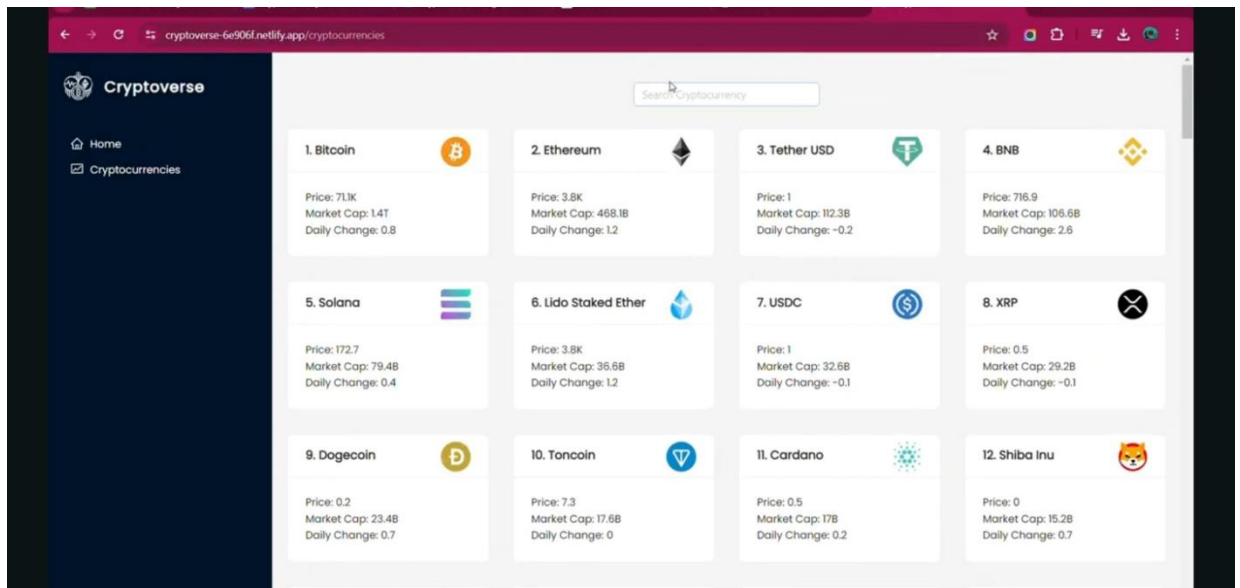 cryptoverse-6e906f.netlify.app/cryptocurrencies
Cryptoverse
Home
Cryptocurrencies
Search Cryptocurrency
1. Bitcoin
Price: 71.1K
Market Cap: 1.4T
Daily Change: 0.8
2. Ethereum
Price: 3.8K
Market Cap: 468.1B
Daily Change: 1.2
3. Tether USD
Price: 1
Market Cap: 112.3B
Daily Change: -0.2
4. BNB
Price: 716.9
Market Cap: 106.6B
Daily Change: 2.6
5. Solana
Price: 172.7
Market Cap: 79.4B
Daily Change: 0.4
6. Lido Staked Ether
Price: 3.8K
Market Cap: 36.6B
Daily Change: 1.2
7. USDC
Price: 1
Market Cap: 32.6B
Daily Change: -0.1
8. XRP
Price: 0.5
Market Cap: 29.2B
Daily Change: -0.1
9. Dogecoin
Price: 0.2
Market Cap: 23.4B
Daily Change: 0.7
10. Toncoin
Price: 7.3
Market Cap: 17.6B
Daily Change: 0
11. Cardano
Price: 0.5
Market Cap: 17B
Daily Change: 0.2
12. Shiba Inu
Price: 0
Market Cap: 15.2B
Daily Change: 0.7